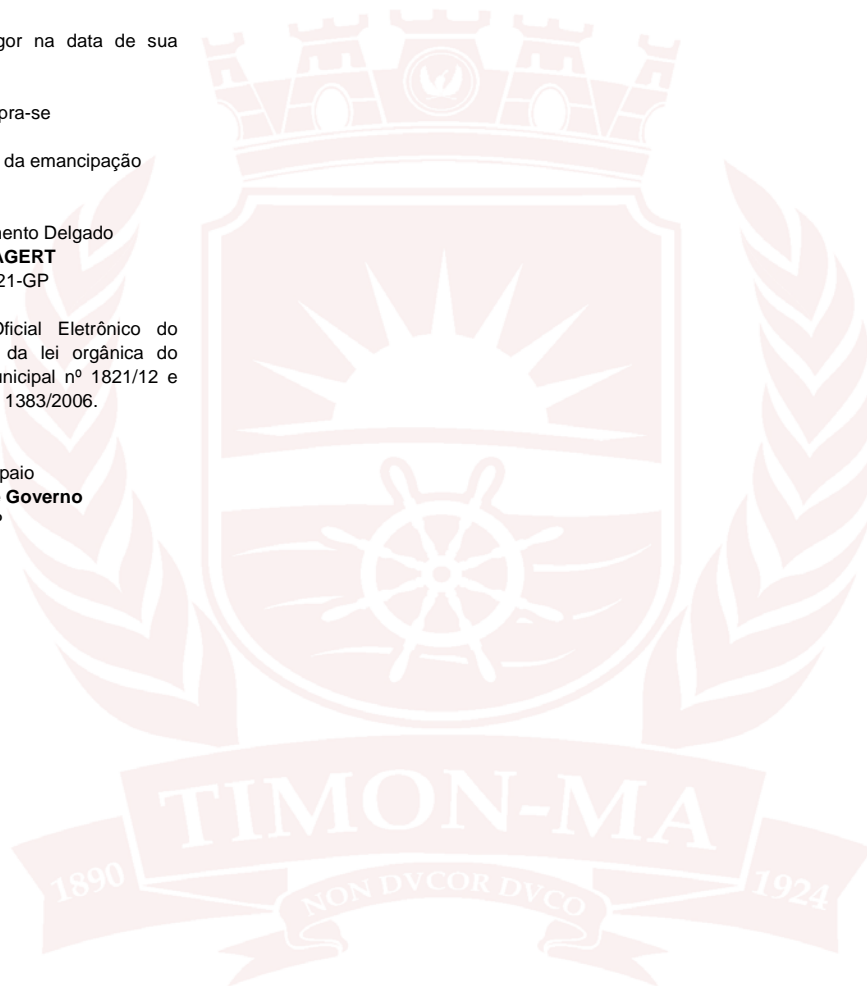 gor na data de sua
pra-se
da emancipação
ento Delgado
AGERT
21-GP
Oficial Eletrônico do
da lei orgânica do
unicipal nº 1821/12 e
1383/2006.
paio
Governo
TIMON-MA
1890
NON DVCOR DVCO
1924